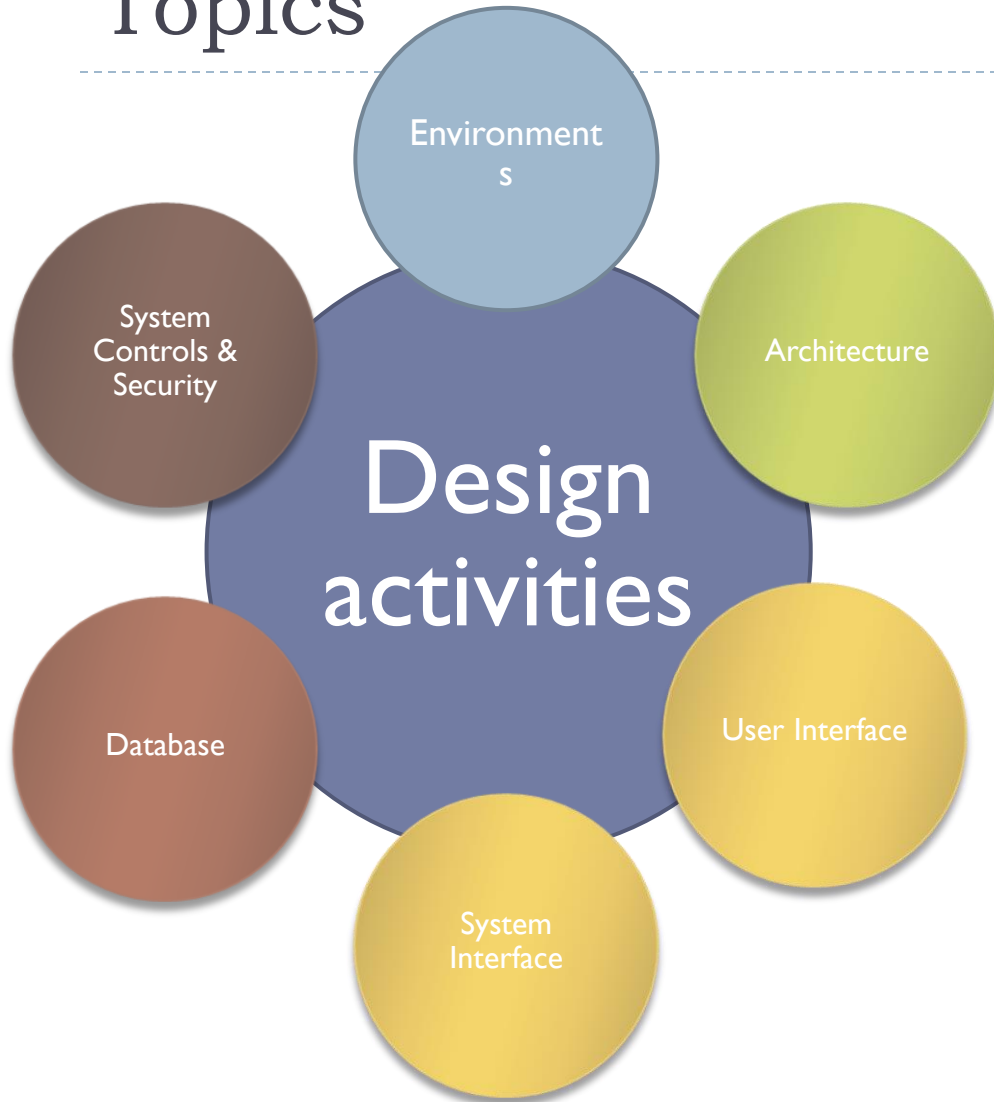 Topics
Environment
s
System
Controls &
Security
Architecture
Design
activities
Database
User Interface
System
Interface